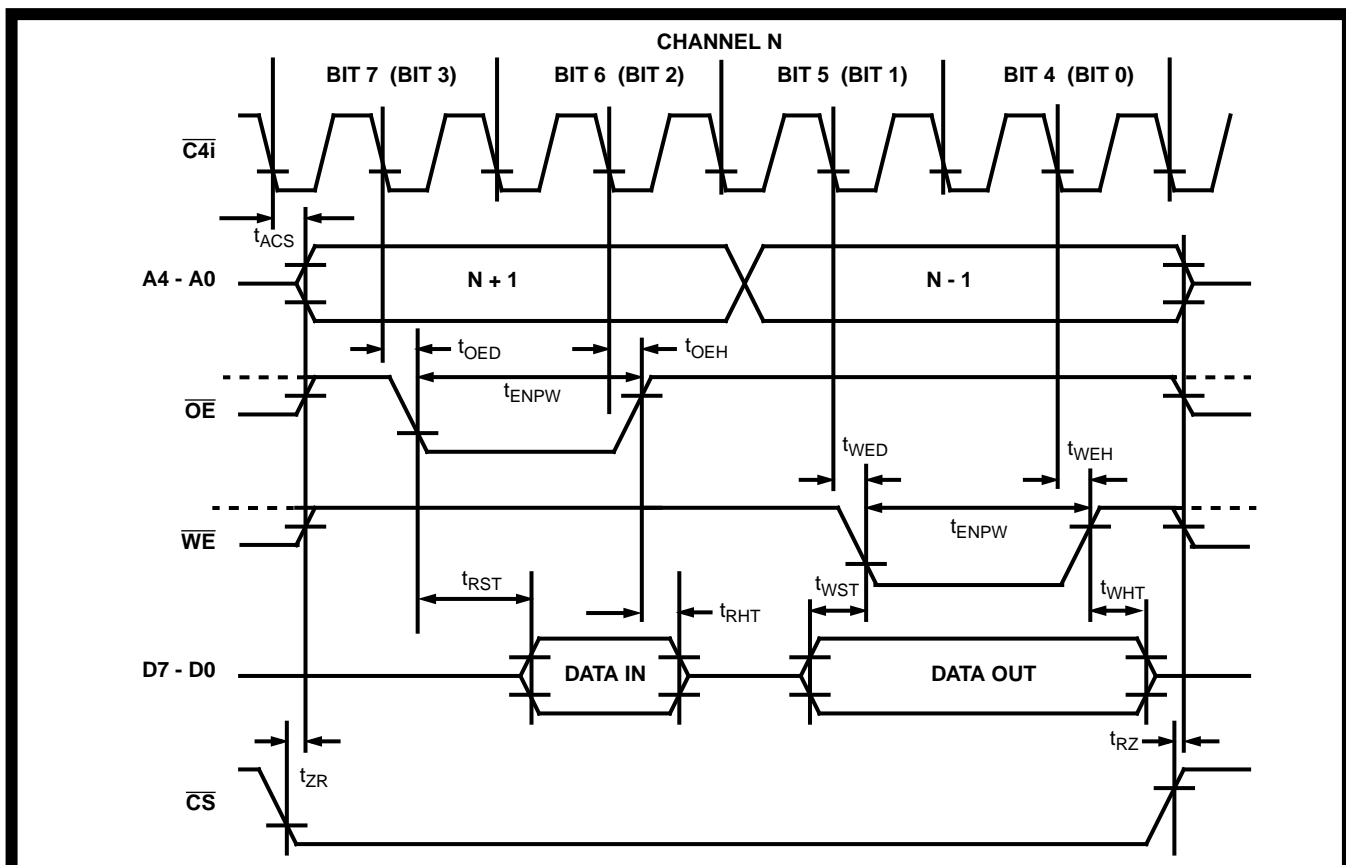 CHANNEL N
BIT 7 (BIT 3) BIT 6 (BIT 2) BIT 5 (BIT 1) BIT 4 (BIT 0)
C4i
tACS
A4 - A0 N + 1 N - 1
tOED tOEH
tENPW
OE
tWED tWEH
tENPW
WE
tRST tWST tWHT
tRHT
D7 - D0 DATA IN DATA OUT
tRZ
tZR
CS